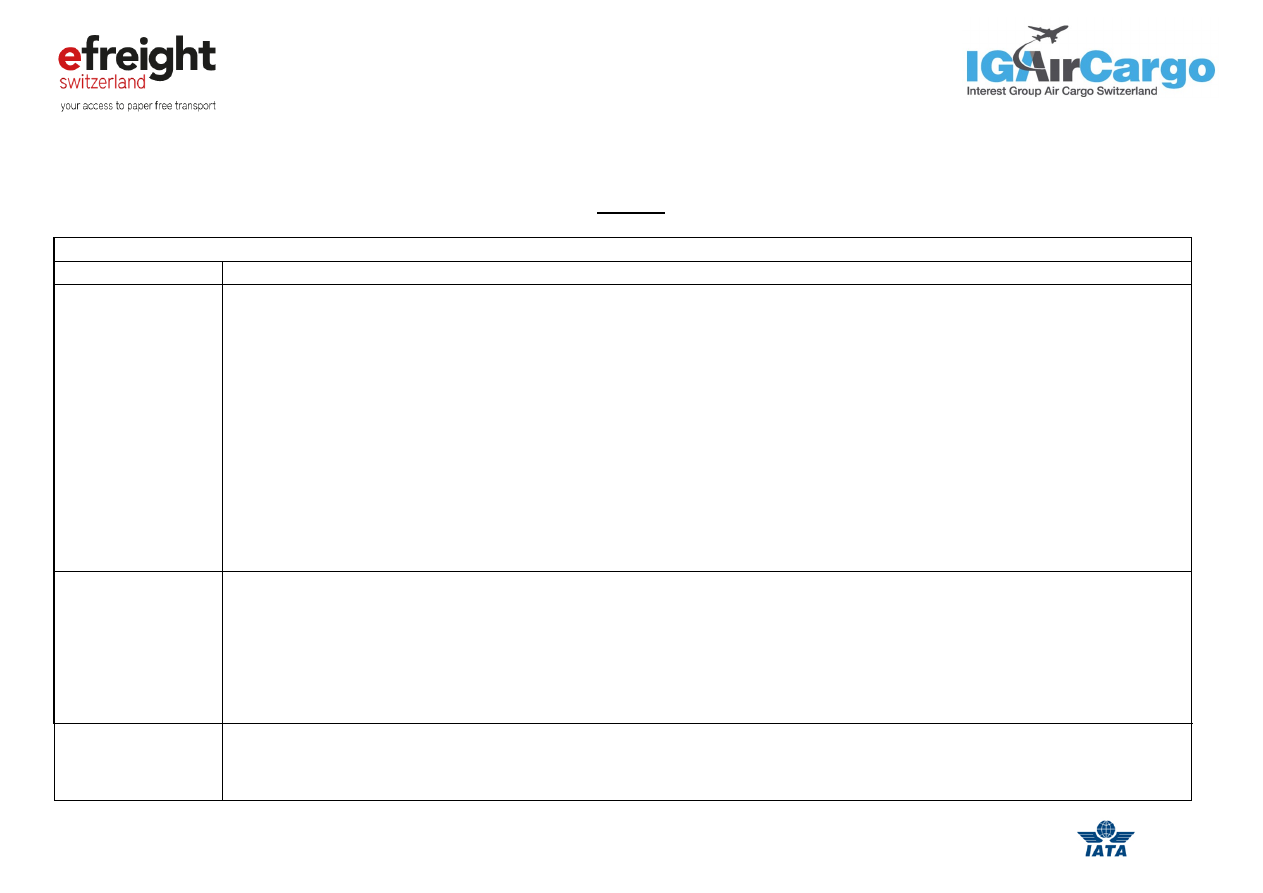 efreight
switzerland
your access to paper free transport
IGAirCargo
Interest Group Air Cargo Switzerland
IATA